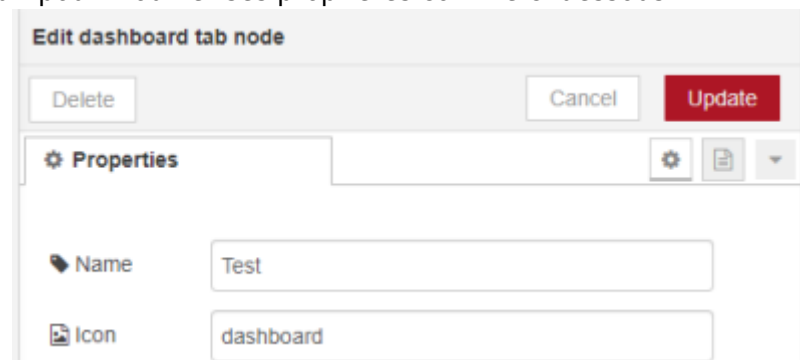 Edit dashboard tab node
Delete Cancel Update
Properties
Name Test
Icon dashboard